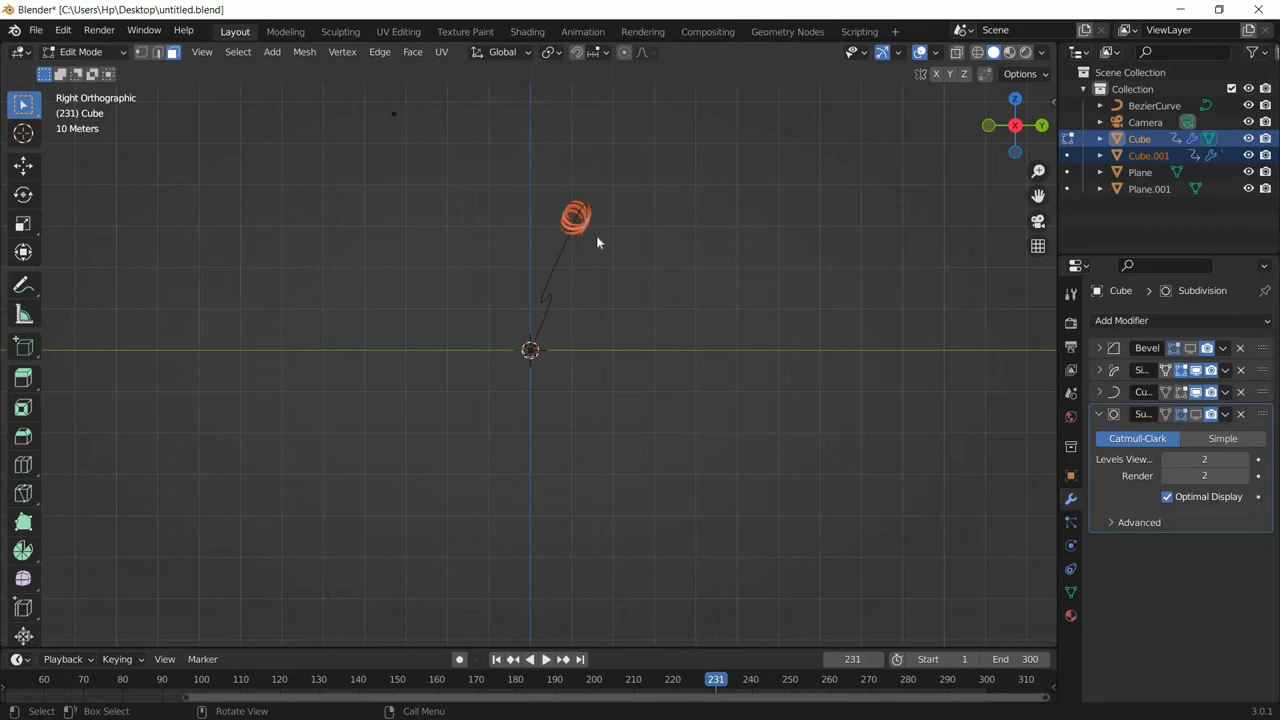 Blender* [C:\Users\Hp\Desktop\untitled.blend]
File Edit Render Window Help Layout Modeling Sculpting UV Editing Texture Paint Shading Animation Rendering Compositing Geometry Nodes Scripting + Scene ViewLayer
Edit Mode View Select Add Mesh Vertex Edge Face UV Global
X Y Z Options
Right Orthographic
(231) Cube
10 Meters
Z
X Y
Scene Collection
Collection
BezierCurve
Camera
Cube
Cube.001
Plane
Plane.001
Cube > Subdivision
Add Modifier
Bevel
Si...
Cu...
Su...
Catmull-Clark Simple
Levels View... 2
Render 2
Optimal Display
Advanced
Playback Keying View Marker 231 Start 1 End 300
60 70 80 90 100 110 120 130 140 150 160 170 180 190 200 210 220 231 240 250 260 270 280 290 300 310
Select Box Select Rotate View Call Menu 3.0.1